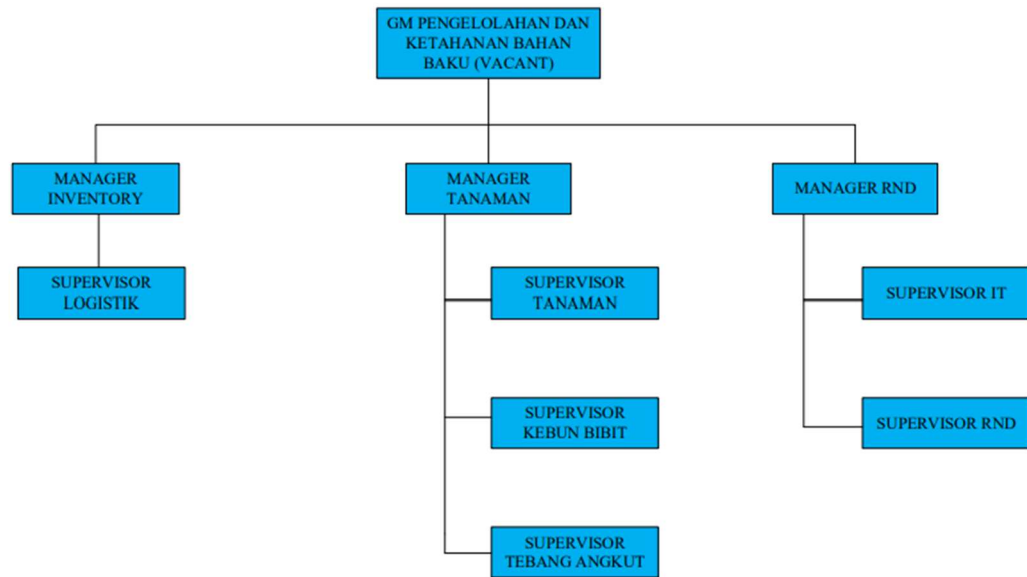 GM PENGELOLAHAN DAN
KETAHANAN BAHAN
BAKU (VACANT)
MANAGER
INVENTORY
MANAGER
TANAMAN
MANAGER RND
SUPERVISOR
LOGISTIK
SUPERVISOR
TANAMAN
SUPERVISOR IT
SUPERVISOR
KEBUN BIBIT
SUPERVISOR RND
SUPERVISOR
TEBANG ANGKUT